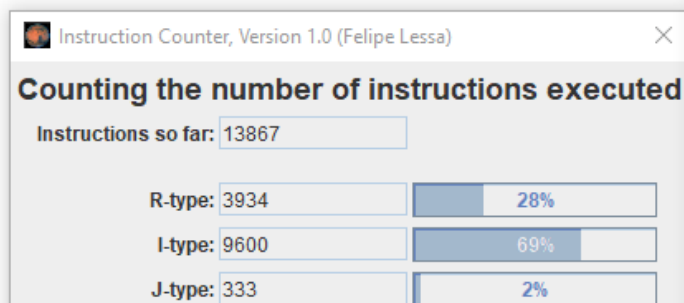 Instruction Counter, Version 1.0 (Felipe Lessa)
Counting the number of instructions executed
Instructions so far: 13867
R-type: 3934 28%
I-type: 9600 69%
J-type: 333 2%